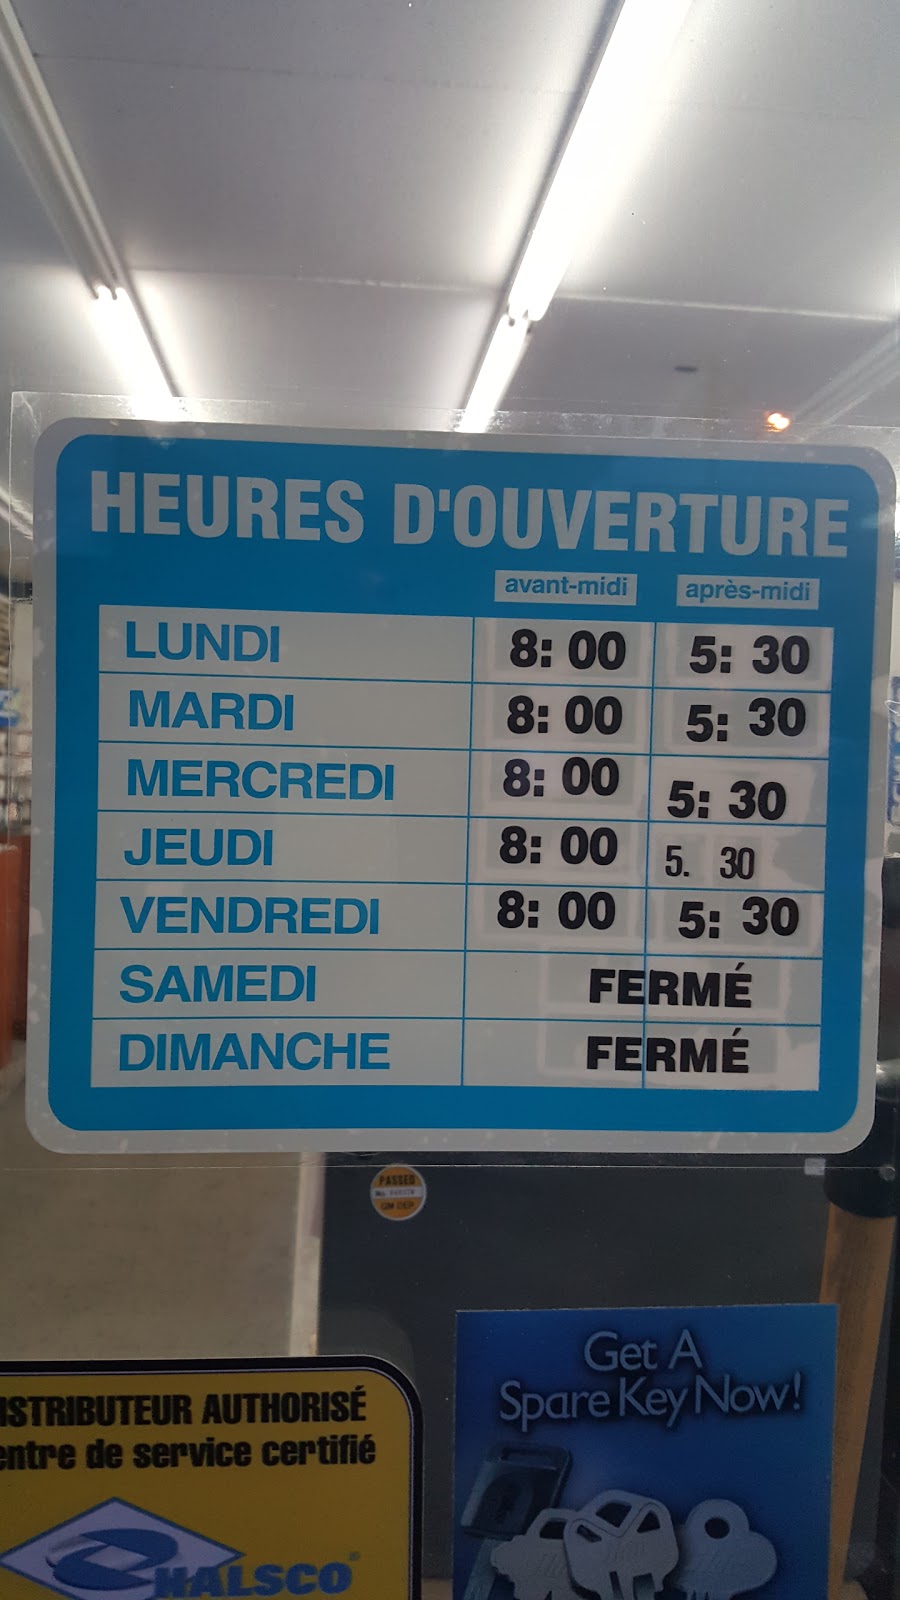 HEURES D'OUVERTURE
avant-midi après-midi
LUNDI 8: 00 5: 30
MARDI 8: 00 5: 30
MERCREDI 8: 00 5: 30
JEUDI 8: 00 5. 30
VENDREDI 8: 00 5: 30
SAMEDI FERMÉ
DIMANCHE FERMÉ
PASSED
Get A
Spare Key Now!
ISTRIBUTEUR AUTORISÉ
entre de service certifié
HALSCO